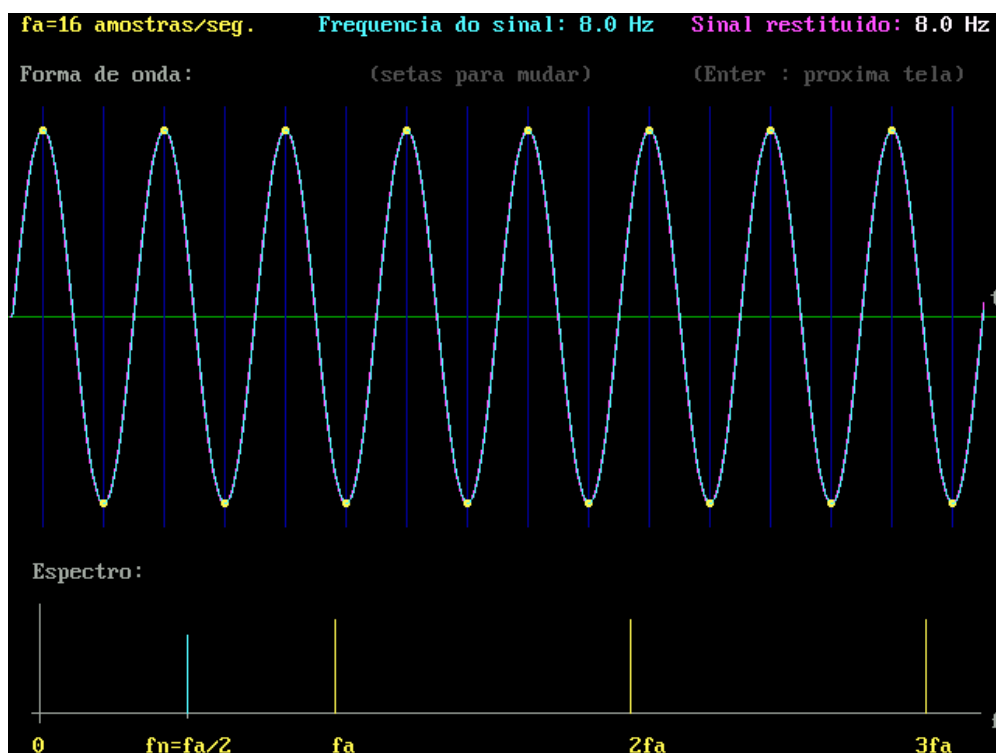 fa=16 amostras/seg. Frequencia do sinal: 8.0 Hz Sinal restituido: 8.0 Hz
Forma de onda: (setas para mudar) (Enter : proxima tela)
t
Espectro:
f
0 fn=fa/2 fa 2fa 3fa